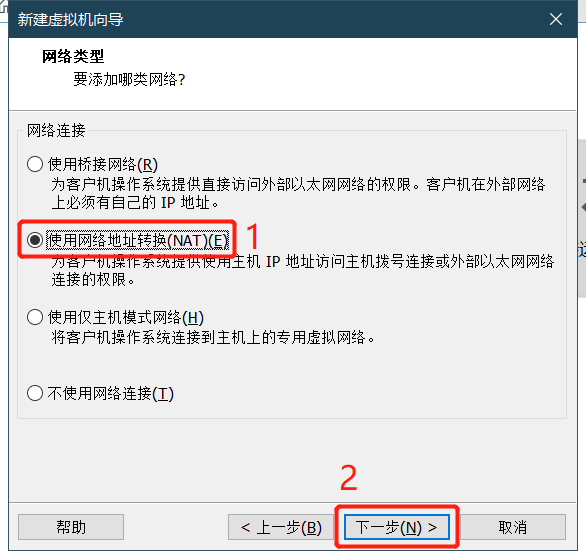 新建虚拟机向导
网络类型
要添加哪类网络?
网络连接
使用桥接网络(R)
为客户机操作系统提供直接访问外部以太网网络的权限。客户机在外部网络
上必须有自己的 IP 地址。
使用网络地址转换(NAT)(E)
1
为客户机操作系统提供使用主机 IP 地址访问主机拨号连接或外部以太网网络
连接的权限。
使用仅主机模式网络(H)
将客户机操作系统连接到主机上的专用虚拟网络。
不使用网络连接(T)
2
帮助
< 上一步(B)
下一步(N) >
取消